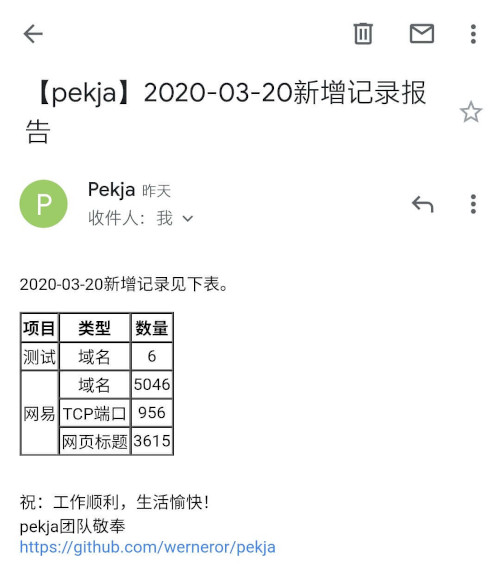 【pekja】2020-03-20新增记录报
告
P
Pekja 昨天
收件人：我
2020-03-20新增记录见下表。
项目 类型 数量
测试 域名 6
网易 域名 5046
TCP端口 956
网页标题 3615
祝：工作顺利，生活愉快！
pekja团队敬奉
https://github.com/werneror/pekja